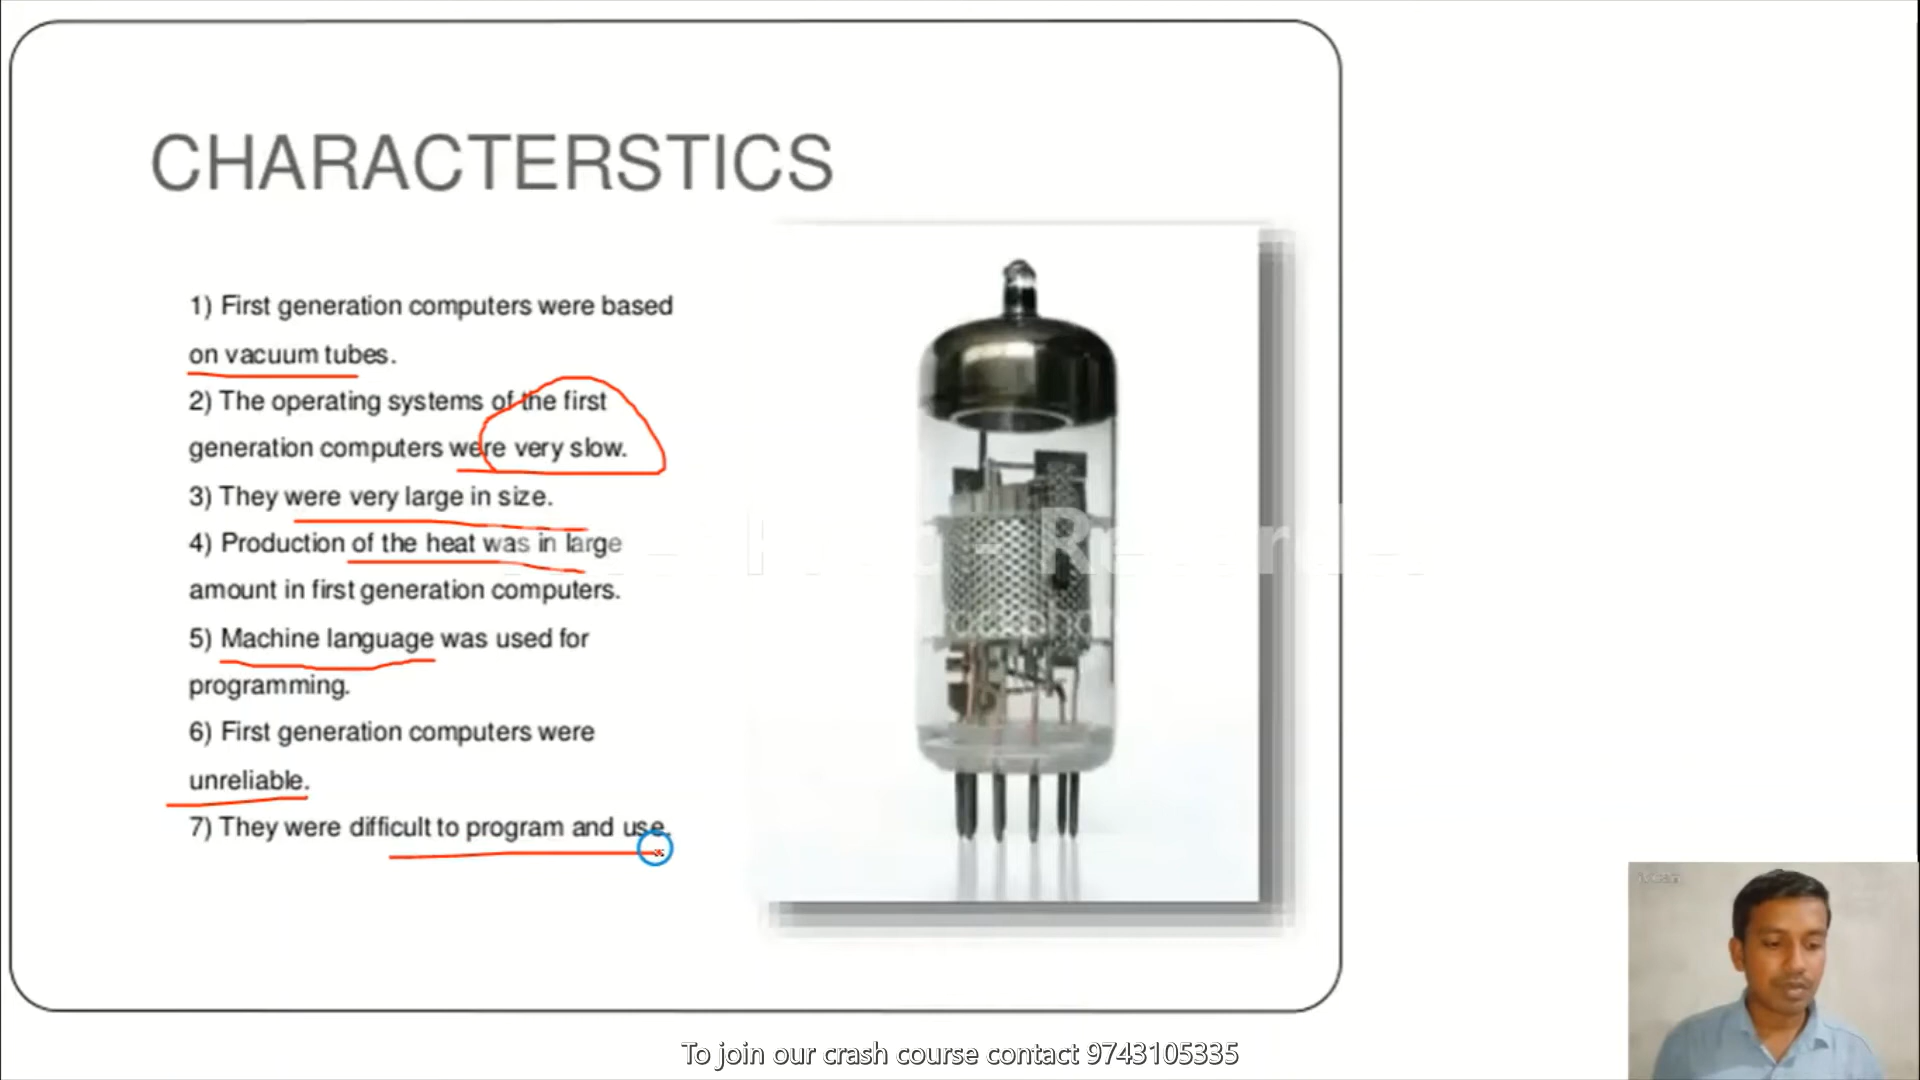 CHARACTERSTICS
1) First generation computers were based
on vacuum tubes.
2) The operating systems of the first
generation computers were very slow.
3) They were very large in size.
4) Production of the heat was in large
amount in first generation computers.
5) Machine language was used for
programming.
6) First generation computers were
unreliable.
7) They were difficult to program and use.
To join our crash course contact 9743105335